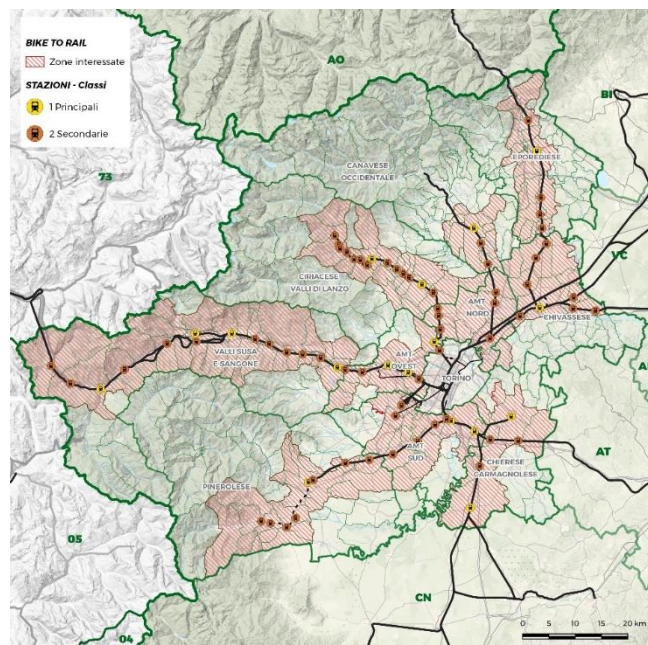 BIKE TO RAIL
Zone interessate
STAZIONI - Classi
1 Principali
2 Secondarie
AO
BI
73
CANAVESE
OCCIDENTALE
EPOREDIESE
CIRIACESE
VALLI DI LANZO
VC
AMT
NORD
CHIVASSESE
VALLI SUSA
E SANGONE
AMT
OVEST
TORINO
A
AMT
SUD
CHIERESE
CARMAGNOLESE
AT
PINEROLESE
05
CN
04
0 5 10 15 20 km